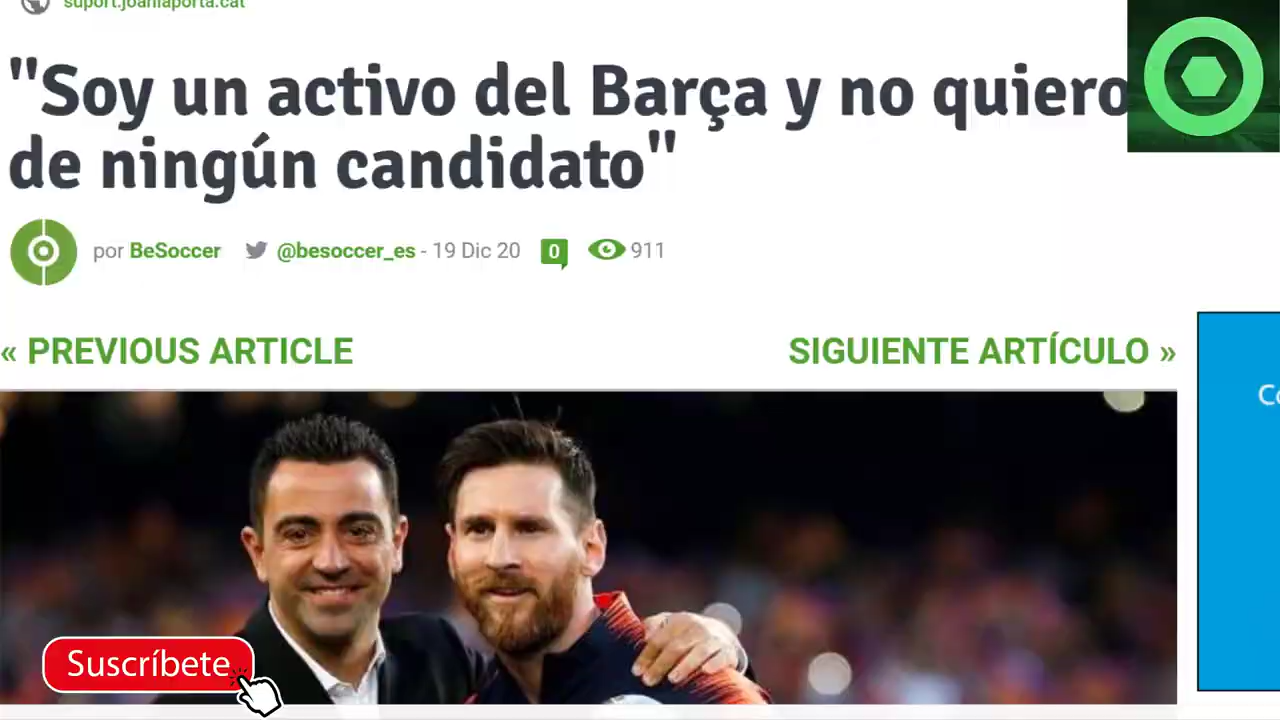 suport.joanlaporta.cat
"Soy un activo del Barça y no quiero
de ningún candidato"
por BeSoccer @besoccer_es - 19 Dic 20 0 911
« PREVIOUS ARTICLE SIGUIENTE ARTÍCULO »
Suscríbete